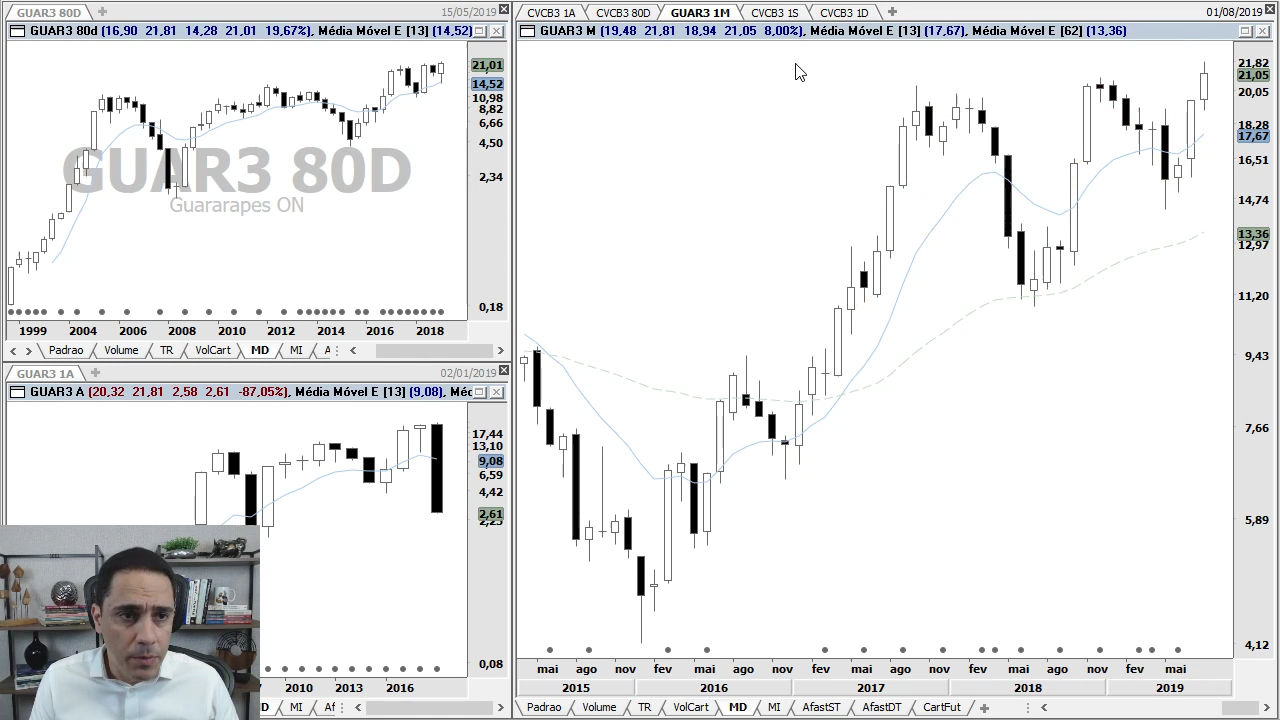 GUAR3 80D
15/05/2019
GUAR3 80d (16,90 21,81 14,28 21,01 19,67%), Média Móvel E [13] (14,52)
21,01
14,52
10,98
8,82
6,66
4,50
2,34
0,18
GUAR3 80D
Guararapes ON
1999 2004 2006 2008 2010 2012 2014 2016 2018
Padrao Volume TR VolCart MD MI A
GUAR3 1A
02/01/2019
GUAR3 A (20,32 21,81 2,58 2,61 -87,05%), Média Móvel E [13] (9,08), Méd
17,44
13,10
9,08
6,59
4,42
2,61
2,25
0,08
2010 2013 2016
D MI Af
CVCB3 1A CVCB3 80D GUAR3 1M CVCB3 1S CVCB3 1D
01/08/2019
GUAR3 M (19,48 21,81 18,94 21,05 8,00%), Média Móvel E [13] (17,67), Média Móvel E [62] (13,36)
21,82
21,05
20,05
18,28
17,67
16,51
14,74
13,36
12,97
11,20
9,43
7,66
5,89
4,12
mai ago nov fev mai ago nov fev mai ago nov fev mai ago nov fev mai
2015 2016 2017 2018 2019
Padrao Volume TR VolCart MD MI AfastST AfastDT CartFut